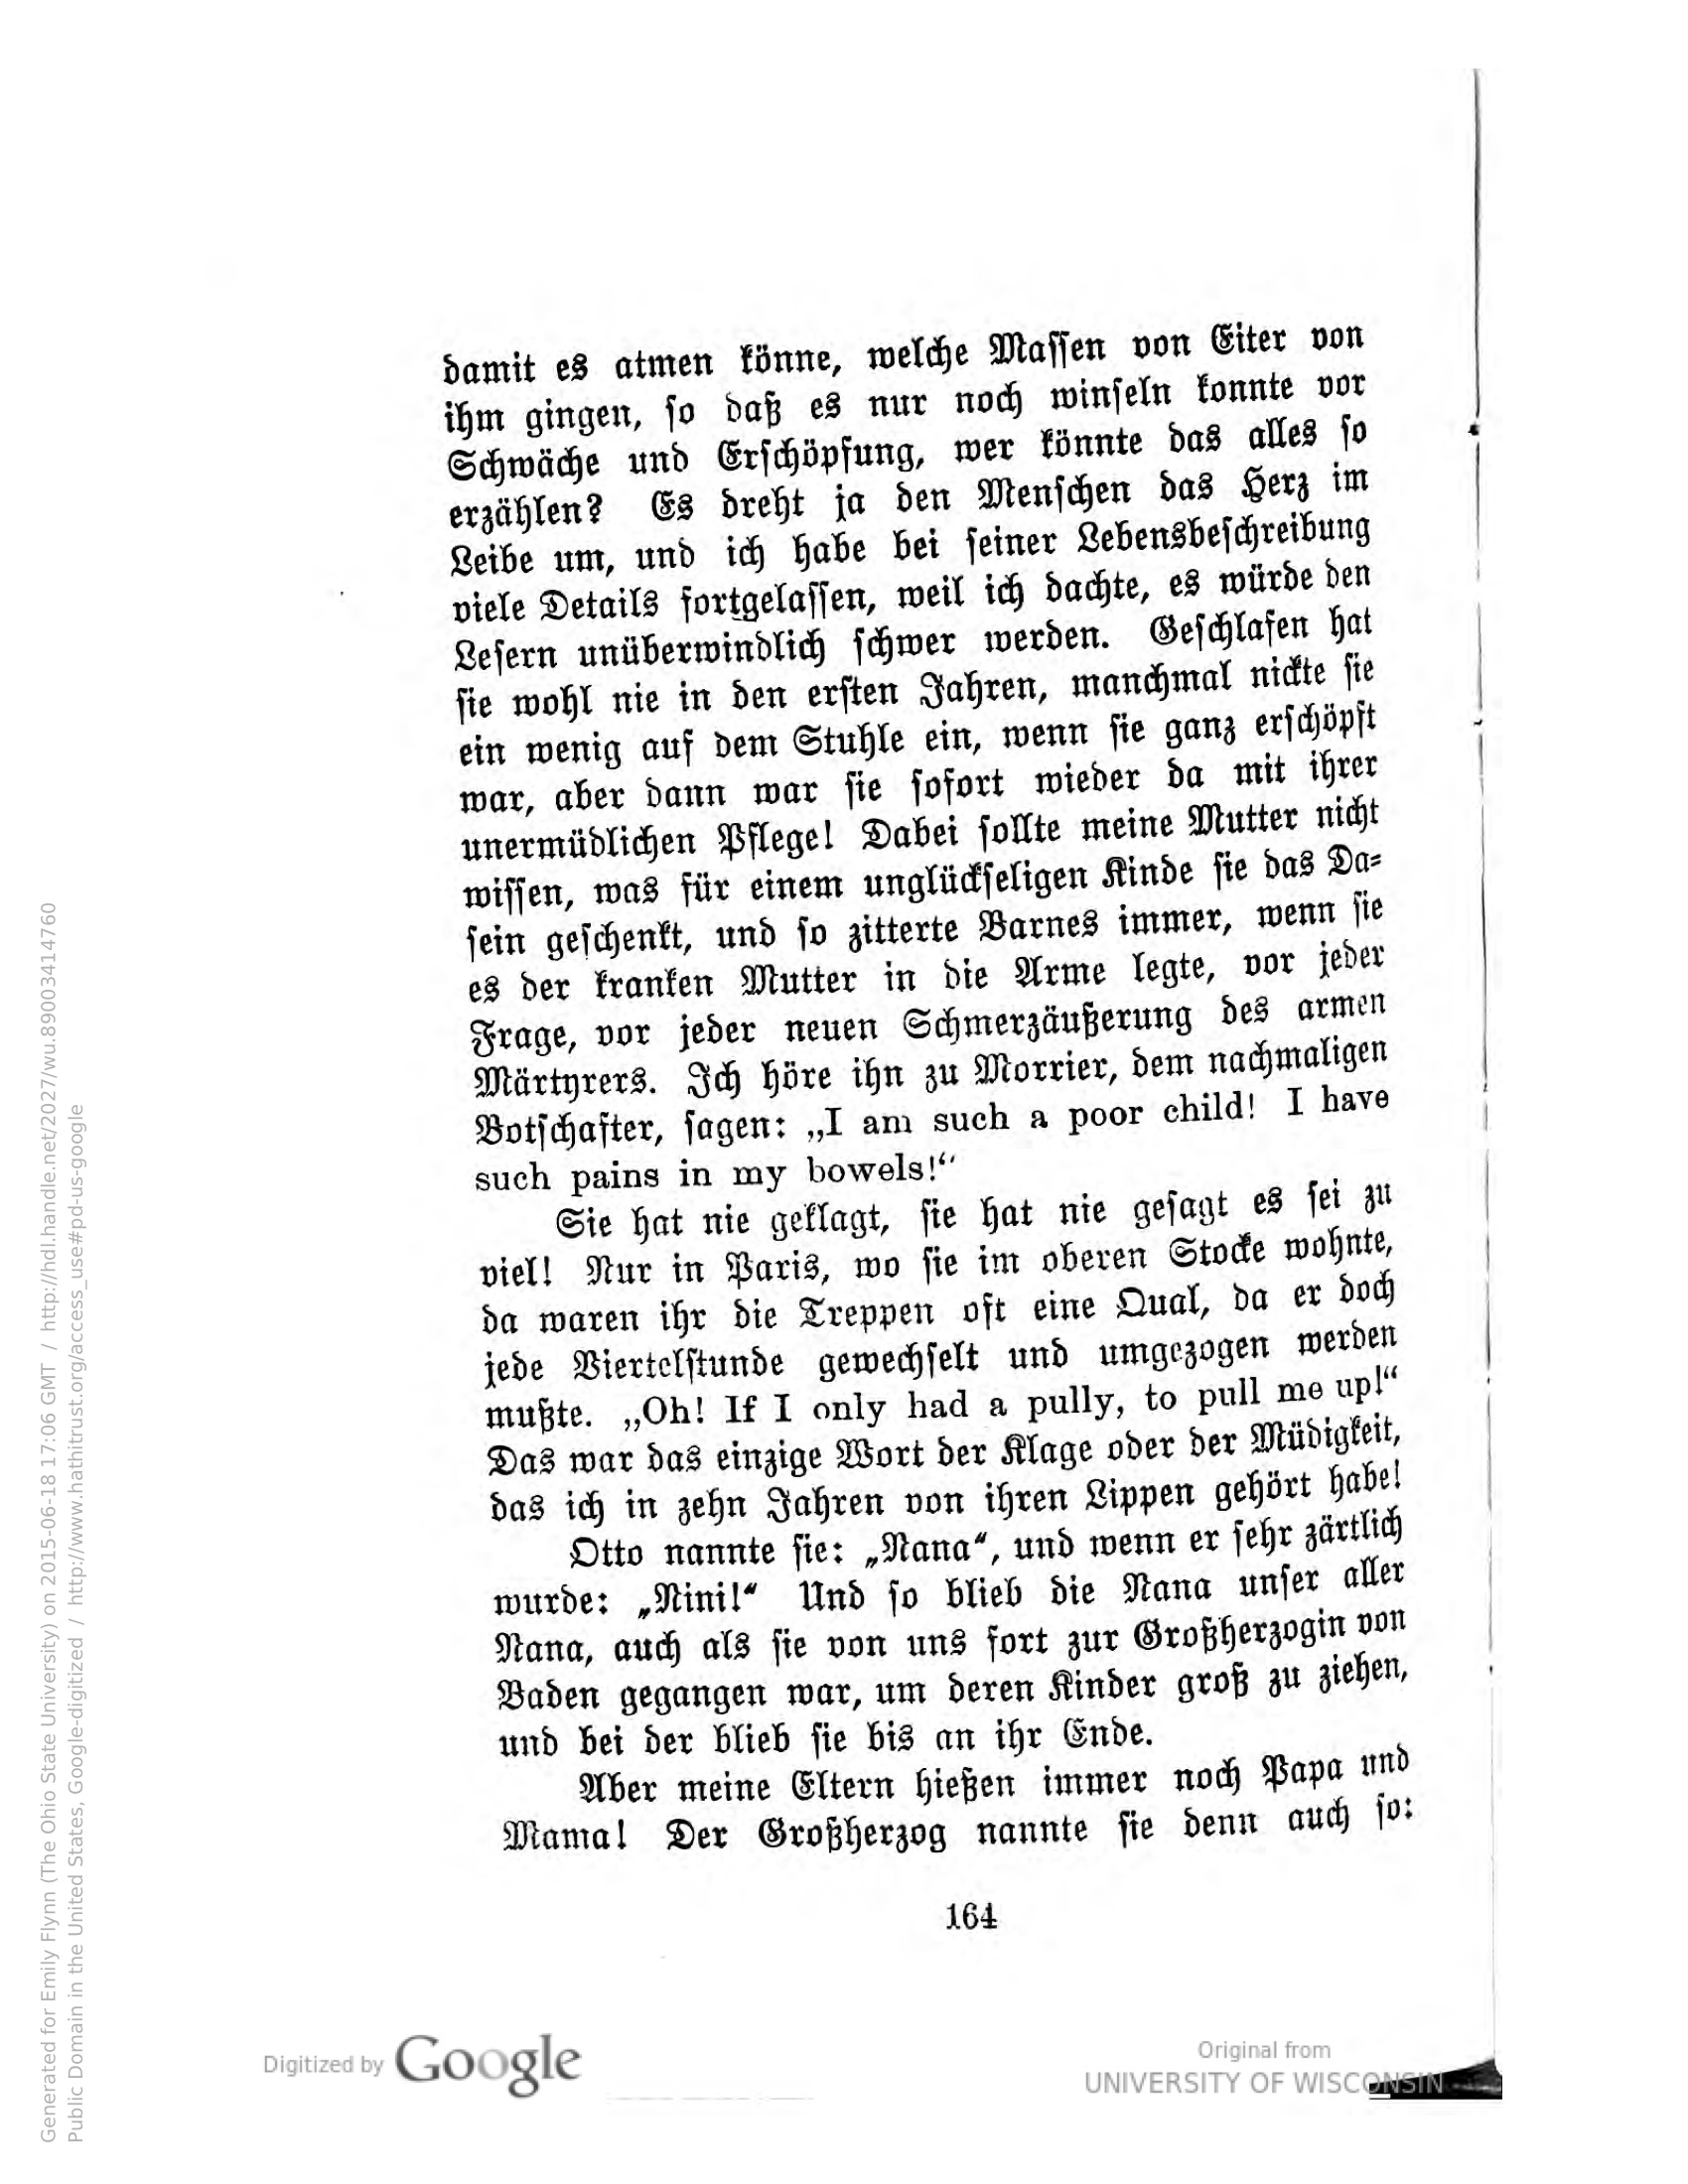 damit es atmen könne, welche Massen von Eiter von
ihm gingen, so daß es nur noch winseln konnte vor
Schwäche und Erschöpfung, wer könnte das alles so
erzählen? Es dreht ja den Menschen das Herz im
Leibe um, und ich habe bei seiner Lebensbeschreibung
viele Details fortgelassen, weil ich dachte, es würde den
Lesern unüberwindlich schwer werden. Geschlafen hat
sie wohl nie in den ersten Jahren, manchmal nickte sie
ein wenig auf dem Stuhle ein, wenn sie ganz erschöpft
war, aber dann war sie sofort wieder da mit ihrer
unermüdlichen Pflege! Dabei sollte meine Mutter nicht
wissen, was für einem unglückseligen Kinde sie das Da-
sein geschenkt, und so zitterte Barnes immer, wenn sie
es der kranken Mutter in die Arme legte, vor jeder
Frage, vor jeder neuen Schmerzäußerung des armen
Märtyrers. Ich höre ihn zu Morrier, dem nachmaligen
Botschafter, sagen: „I am such a poor child! I have
such pains in my bowels!“
Sie hat nie geklagt, sie hat nie gesagt es sei zu
viel! Nur in Paris, wo sie im oberen Stocke wohnte,
da waren ihr die Treppen oft eine Qual, da er doch
jede Viertelstunde gewechselt und umgezogen werden
mußte. „Oh! If I only had a pully, to pull me up!“
Das war das einzige Wort der Klage oder der Müdigkeit,
das ich in zehn Jahren von ihren Lippen gehört habe!
Otto nannte sie: „Nana“, und wenn er sehr zärtlich
wurde: „Nini!“ Und so blieb die Nana unser aller
Nana, auch als sie von uns fort zur Großherzogin von
Baden gegangen war, um deren Kinder groß zu ziehen,
und bei der blieb sie bis an ihr Ende.
Aber meine Eltern hießen immer noch Papa und
Mama! Der Großherzog nannte sie denn auch so:
164
Digitized by Google
Original from
UNIVERSITY OF WISCONSIN
Generated for Emily Flynn (The Ohio State University) on 2015-06-18 17:06 GMT / http://hdl.handle.net/2027/wu.89003414760
Public Domain in the United States, Google-digitized / http://www.hathitrust.org/access_use#pd-us-google